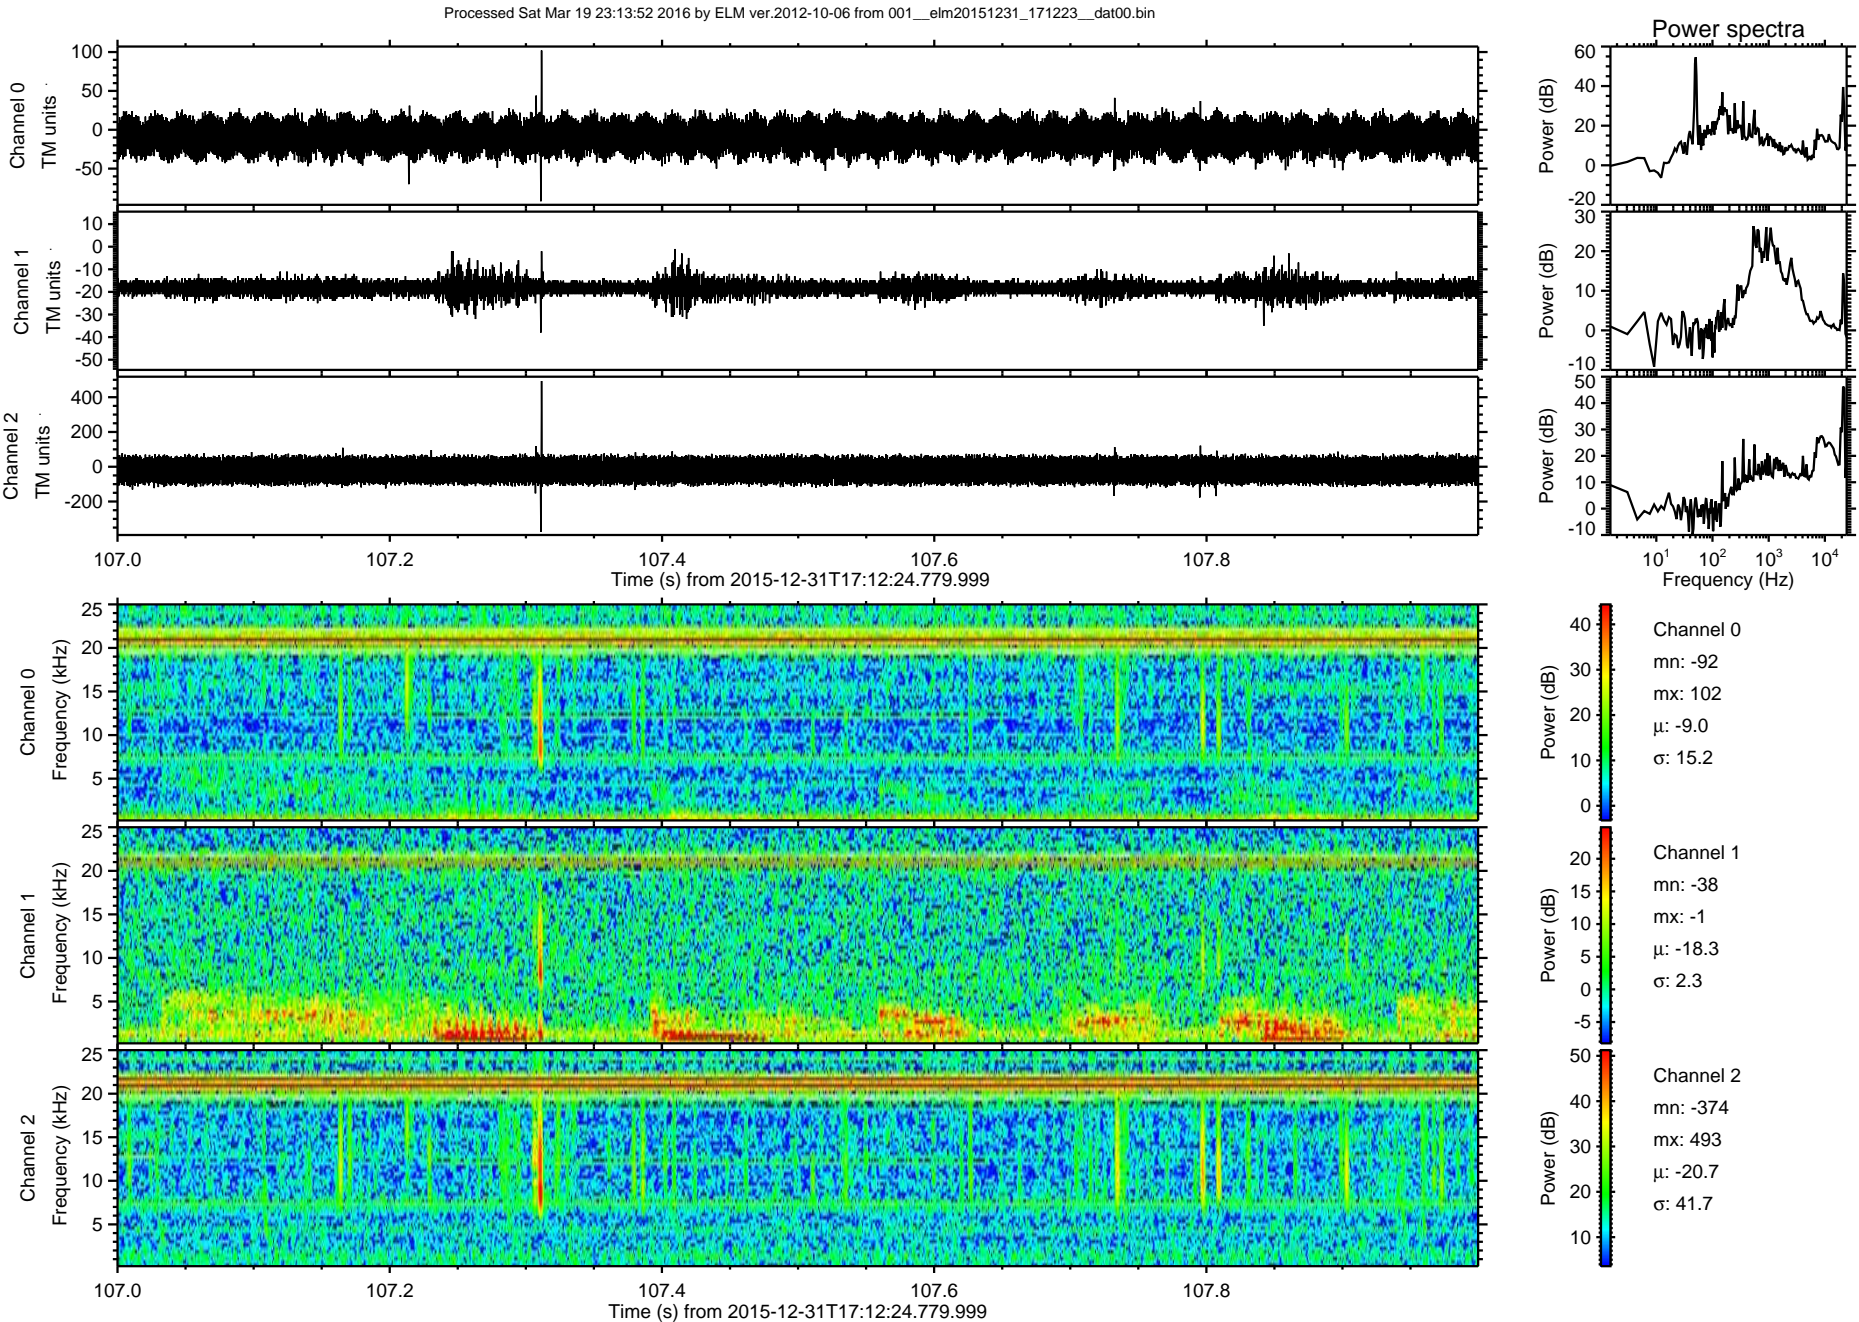 Processed Sat Mar 19 23:13:52 2016 by ELM ver.2012-10-06 from 001__elm20151231_171223__dat00.bin
Power spectra
Channel 0
TM units
100
50
0
-50
Power (dB)
60
40
20
0
-20
Channel 1
TM units
10
0
-10
-20
-30
-40
-50
Power (dB)
30
20
10
0
-10
Channel 2
TM units
400
200
0
-200
Power (dB)
50
40
30
20
10
0
-10
107.0 107.2 107.4 107.6 107.8
Time (s) from 2015-12-31T17:12:24.779.999
10^1 10^2 10^3 10^4
Frequency (Hz)
Channel 0
Frequency (kHz)
25
20
15
10
5
Power (dB)
40
30
20
10
0
Channel 0
mn: -92
mx: 102
μ: -9.0
σ: 15.2
Channel 1
Frequency (kHz)
25
20
15
10
5
Power (dB)
20
15
10
5
0
-5
Channel 1
mn: -38
mx: -1
μ: -18.3
σ: 2.3
Channel 2
Frequency (kHz)
25
20
15
10
5
Power (dB)
50
40
30
20
10
Channel 2
mn: -374
mx: 493
μ: -20.7
σ: 41.7
107.0 107.2 107.4 107.6 107.8
Time (s) from 2015-12-31T17:12:24.779.999